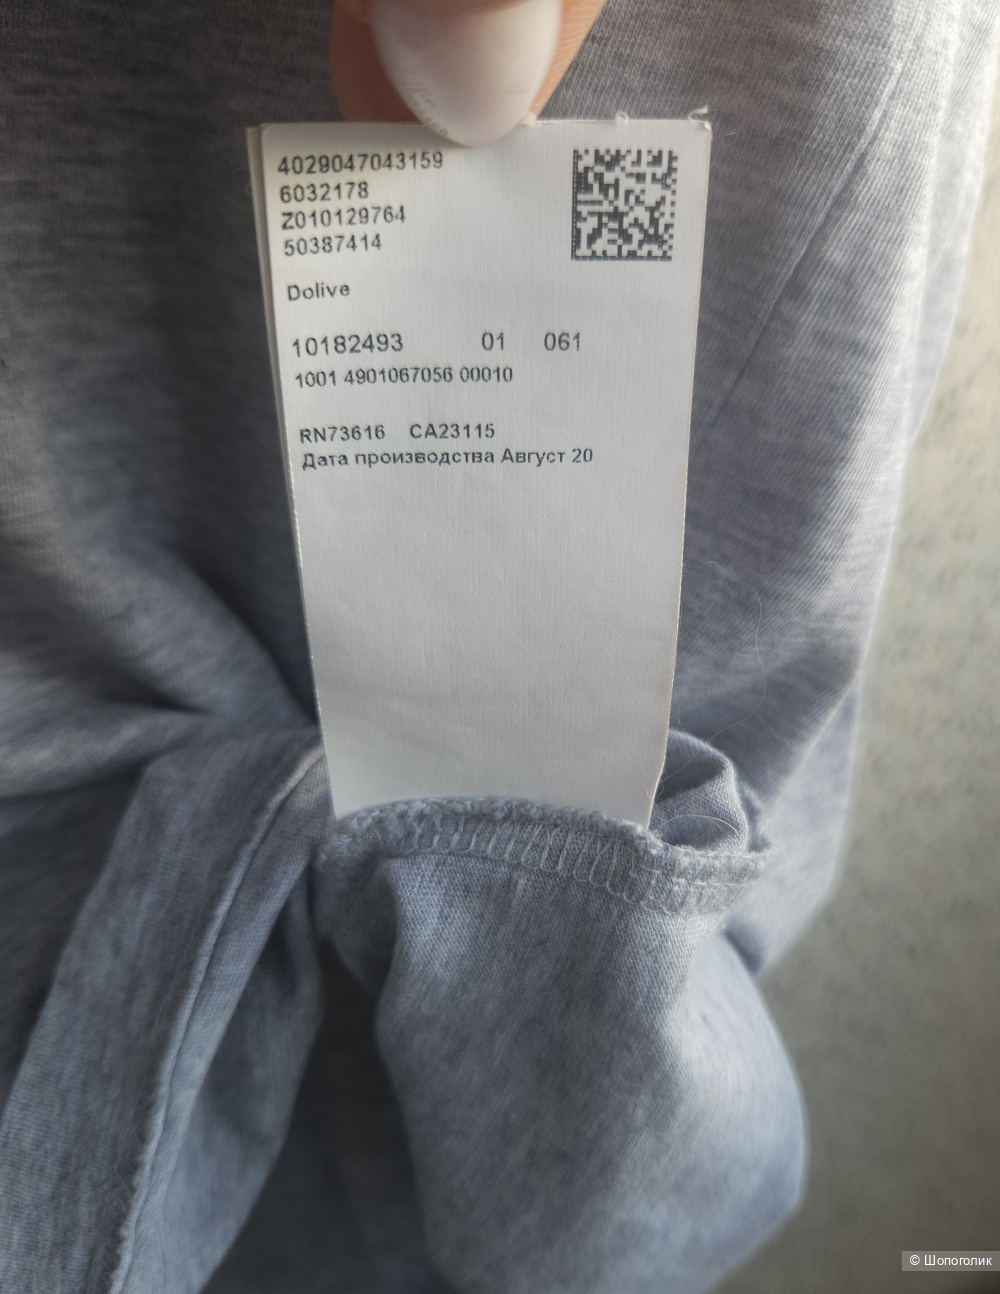 4029047043159
6032178
Z010129764
50387414
Dolive
10182493 01 061
1001 4901067056 00010
RN73616 CA23115
Дата производства Август 20
© Шопоголик